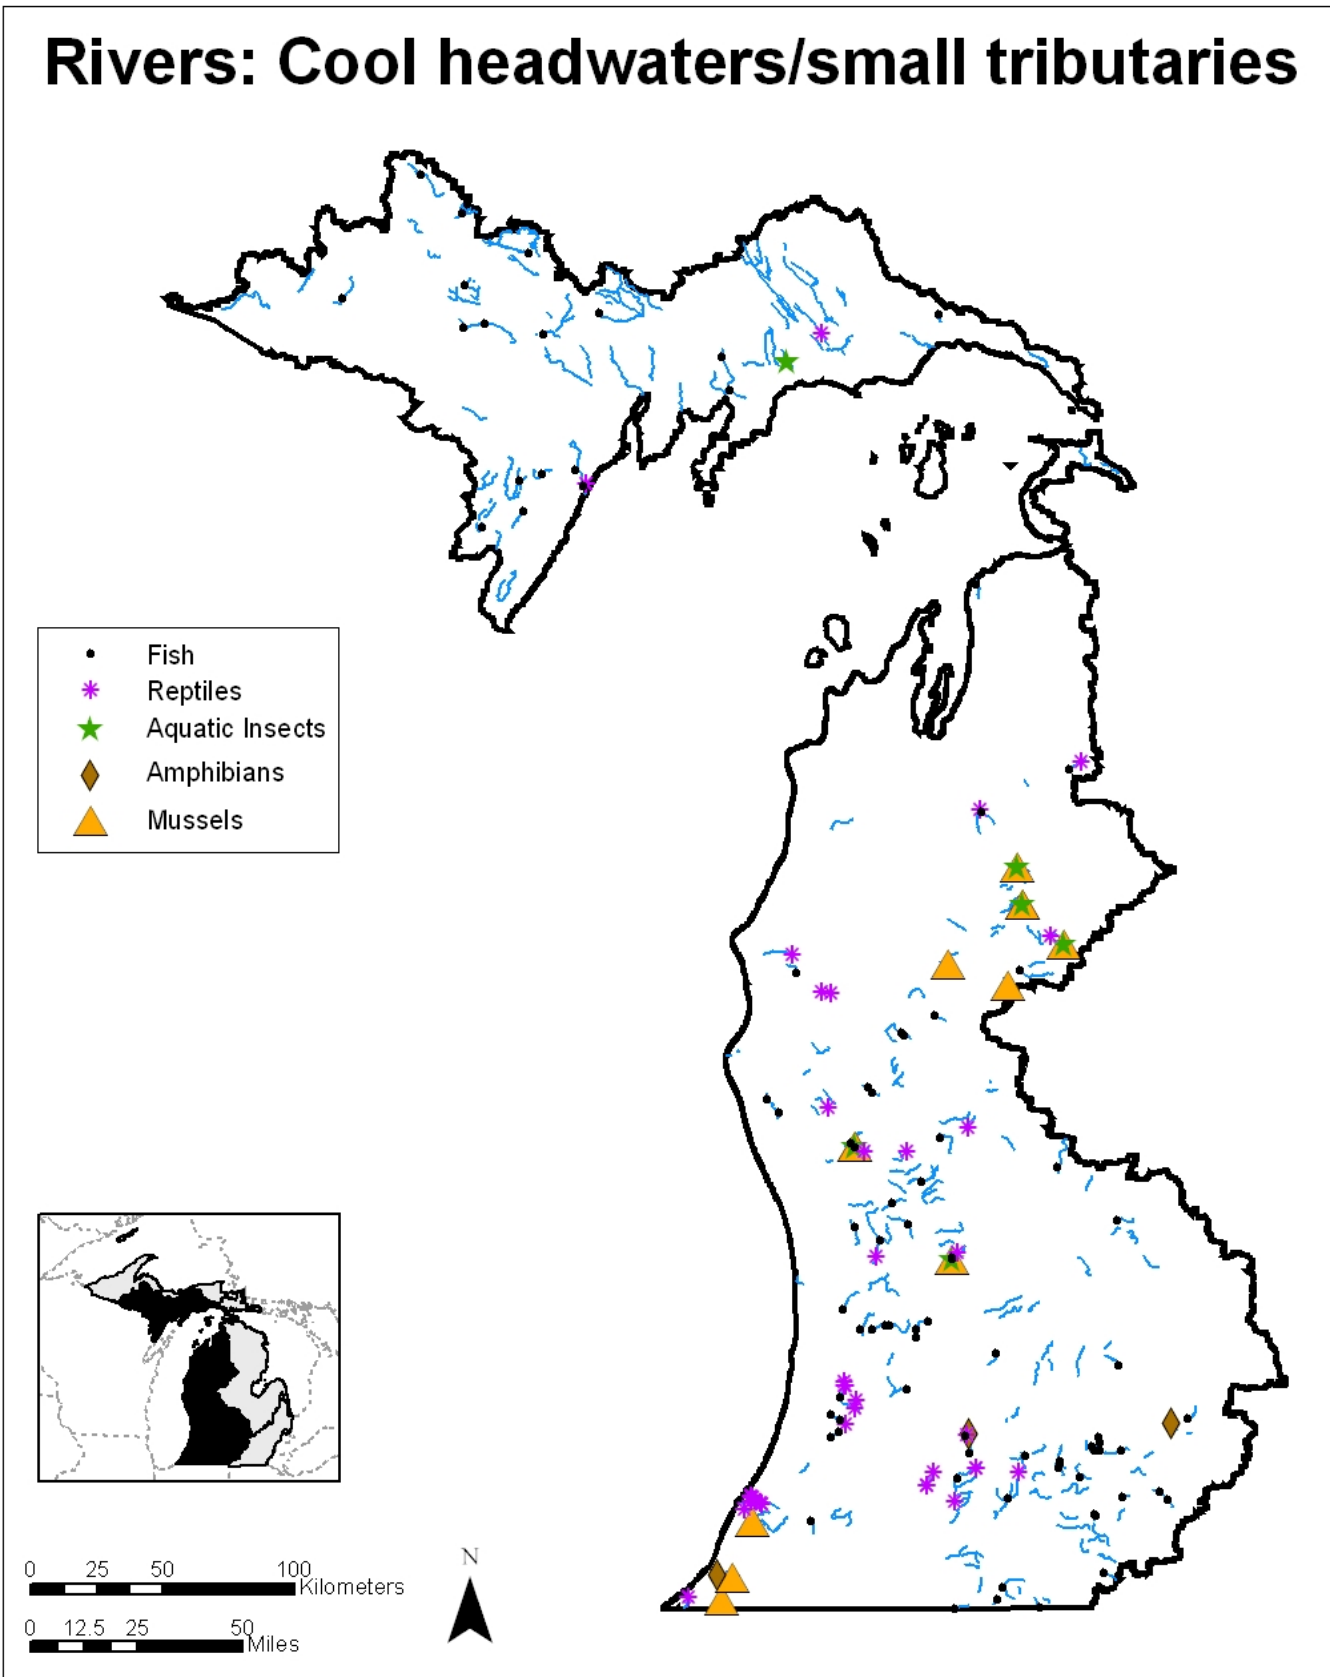 Rivers: Cool headwaters/small tributaries
Fish
Reptiles
Aquatic Insects
Amphibians
Mussels
N
0 25 50 100
Kilometers
0 12.5 25 50
Miles